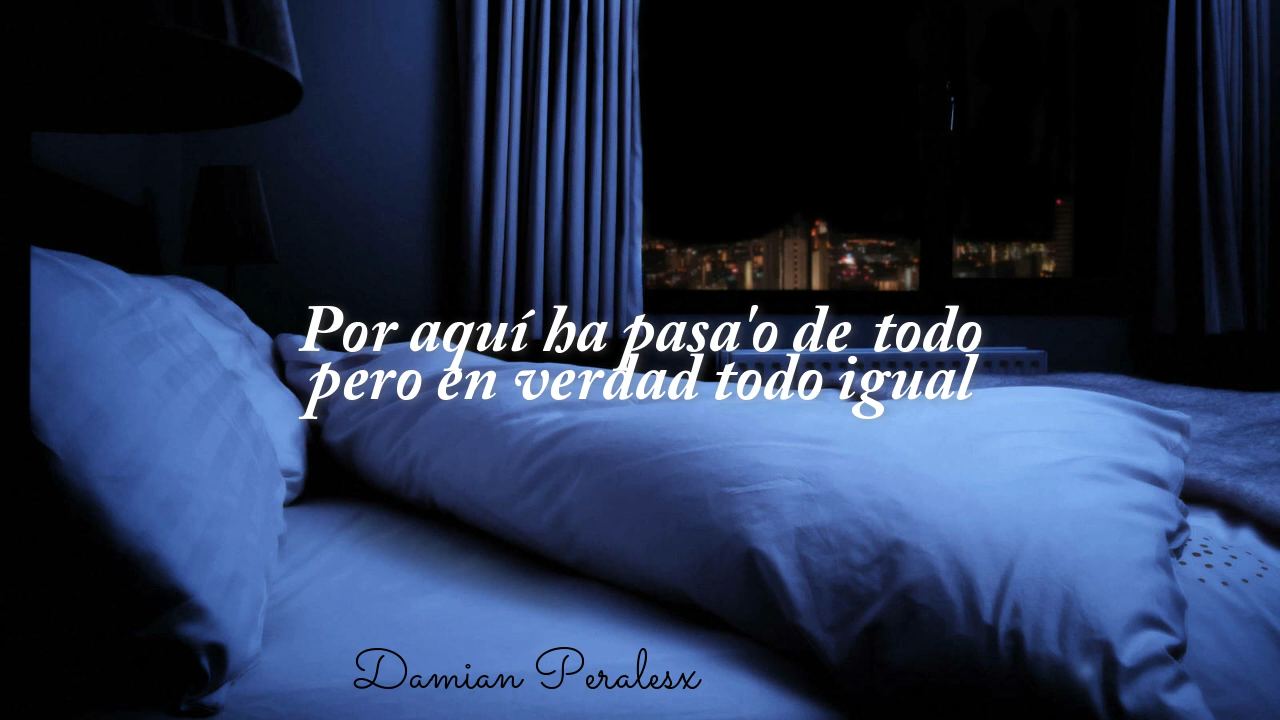 Por aquí ha pasa'o de todo
pero en verdad todo igual
Damian Peralesx